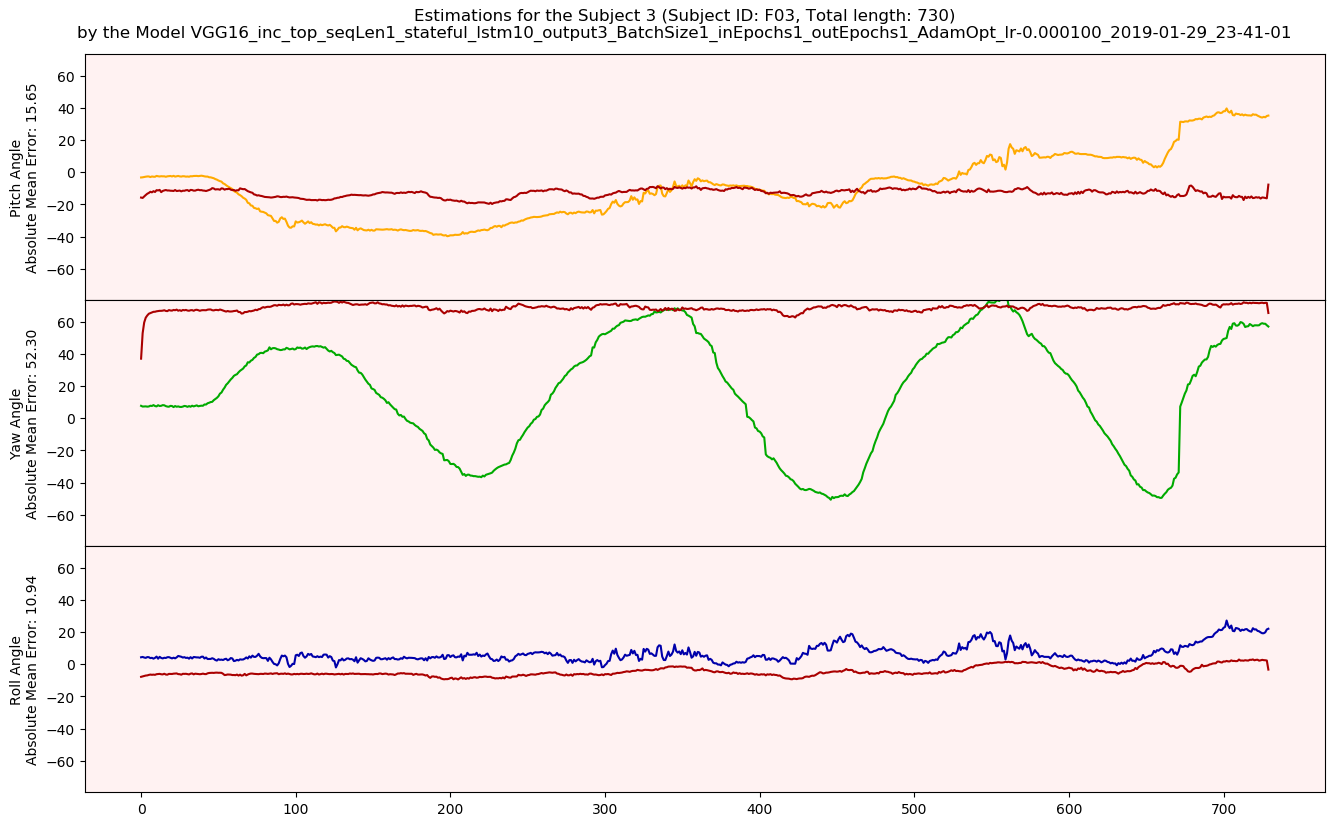 Estimations for the Subject 3 (Subject ID: F03, Total length: 730)
by the Model VGG16_inc_top_seqLen1_stateful_lstm10_output3_BatchSize1_inEpochs1_outEpochs1_AdamOpt_lr-0.000100_2019-01-29_23-41-01
Pitch Angle
Absolute Mean Error: 15.65
60
40
20
0
−20
−40
−60
Yaw Angle
Absolute Mean Error: 52.30
60
40
20
0
−20
−40
−60
Roll Angle
Absolute Mean Error: 10.94
60
40
20
0
−20
−40
−60
0 100 200 300 400 500 600 700